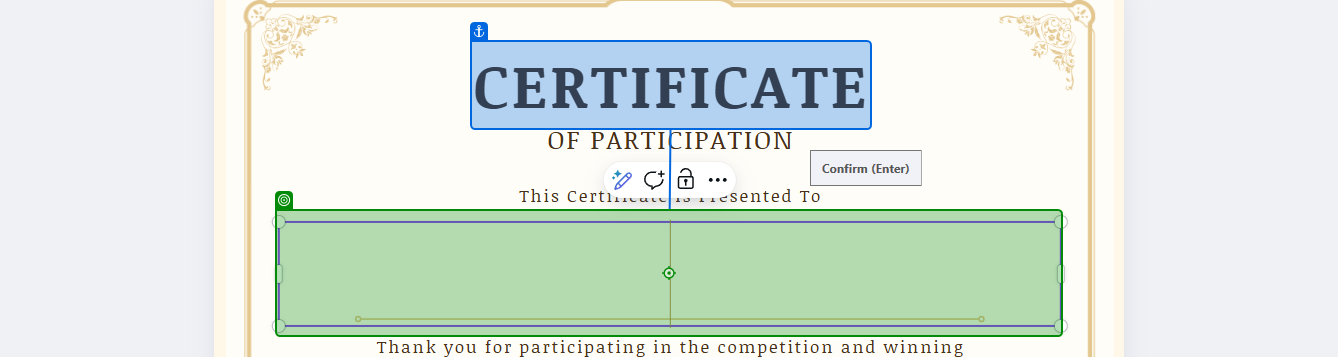 CERTIFICATE
OF PARTICIPATION
Confirm (Enter)
This Certificate is Presented To
Thank you for participating in the competition and winning